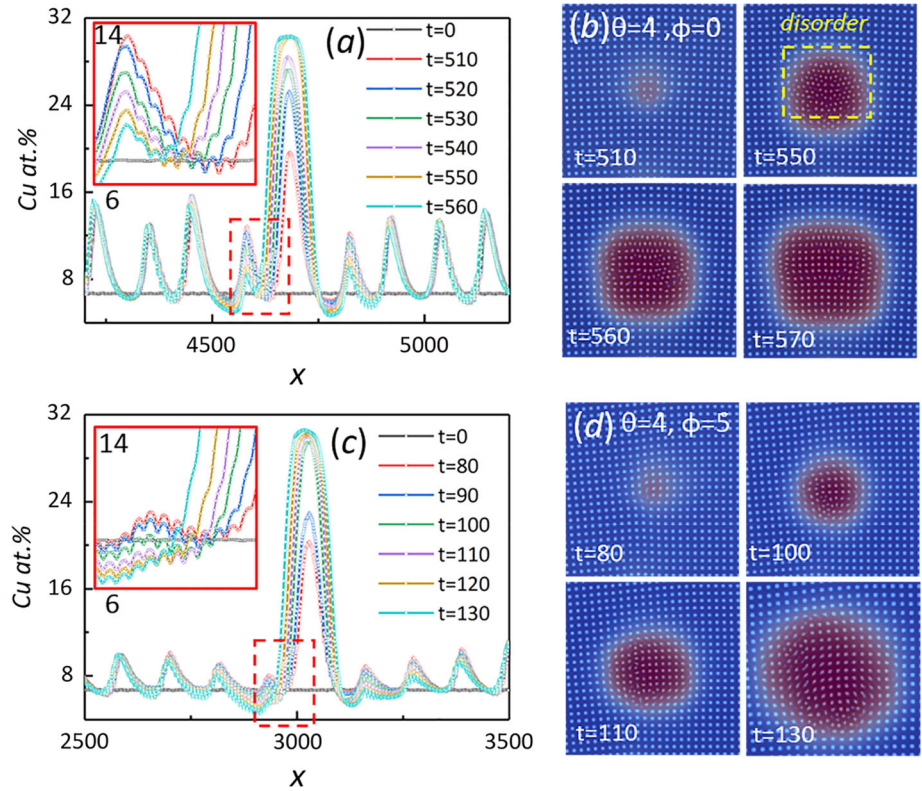 (a)
Cu at.%
32
24
16
8
4500
5000
x
14
6
t=0
t=510
t=520
t=530
t=540
t=550
t=560
(b) θ=4 ,ϕ=0
t=510
disorder
t=550
t=560
t=570
(c)
Cu at.%
32
24
16
8
4
2500
3000
3500
x
14
6
t=0
t=80
t=90
t=100
t=110
t=120
t=130
(d) θ=4, ϕ=5
t=80
t=100
t=110
t=130